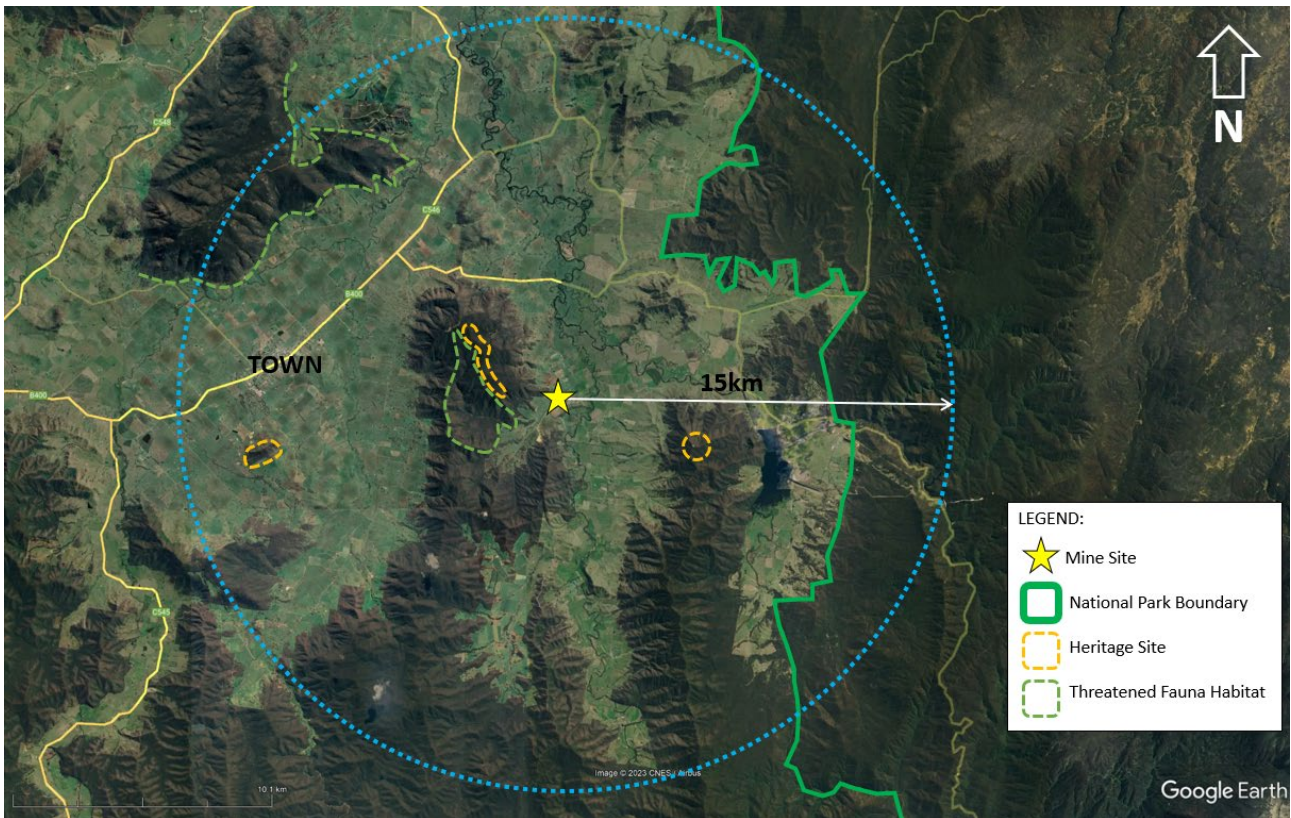 N
C548
C546
B400
TOWN
15km
B400
C545
LEGEND:
Mine Site
National Park Boundary
Heritage Site
Threatened Fauna Habitat
Image © 2023 CNES / Airbus
10.1 km
Google Earth